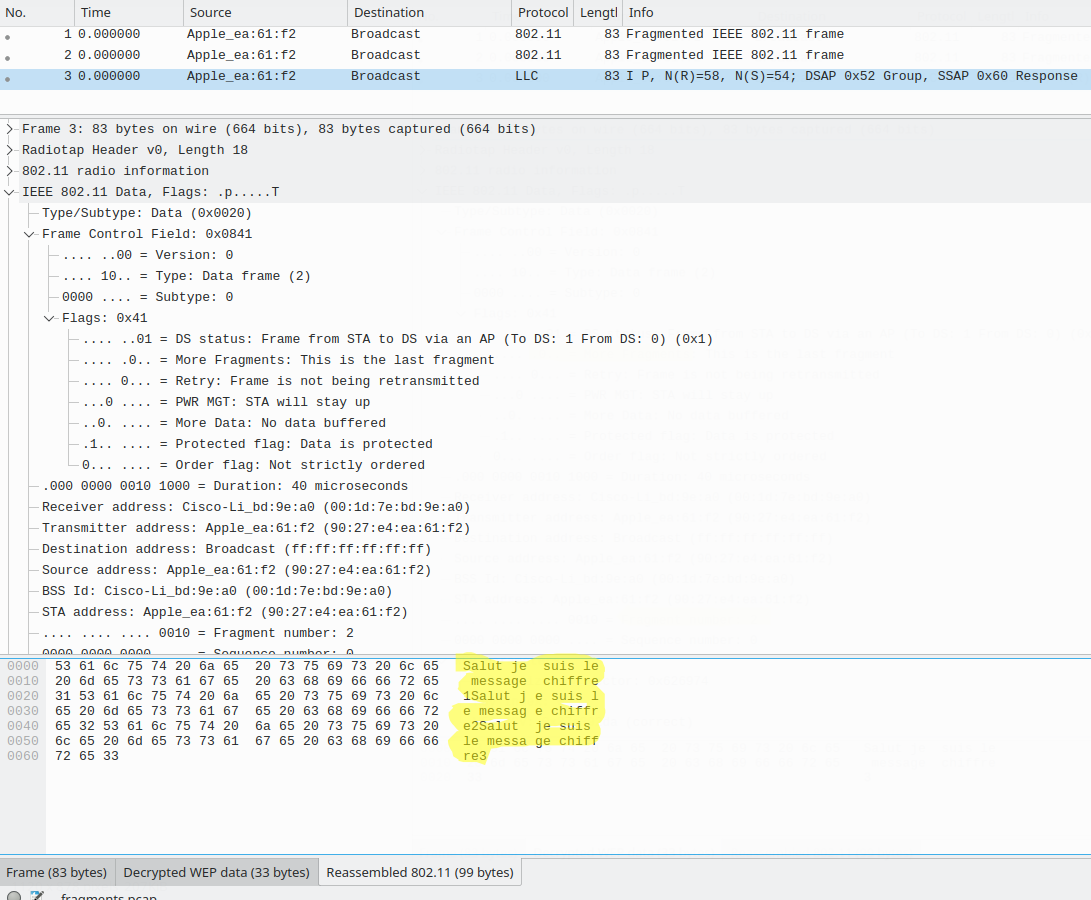 No. Time Source Destination Protocol Lengtl Info
1 0.000000 Apple_ea:61:f2 Broadcast 802.11 83 Fragmented IEEE 802.11 frame
2 0.000000 Apple_ea:61:f2 Broadcast 802.11 83 Fragmented IEEE 802.11 frame
3 0.000000 Apple_ea:61:f2 Broadcast LLC 83 I P, N(R)=58, N(S)=54; DSAP 0x52 Group, SSAP 0x60 Response
Frame 3: 83 bytes on wire (664 bits), 83 bytes captured (664 bits)
Radiotap Header v0, Length 18
802.11 radio information
IEEE 802.11 Data, Flags: .p.....T
Type/Subtype: Data (0x0020)
Frame Control Field: 0x0841
.... ..00 = Version: 0
.... 10.. = Type: Data frame (2)
0000 .... = Subtype: 0
Flags: 0x41
.... ..01 = DS status: Frame from STA to DS via an AP (To DS: 1 From DS: 0) (0x1)
.... .0.. = More Fragments: This is the last fragment
.... 0... = Retry: Frame is not being retransmitted
...0 .... = PWR MGT: STA will stay up
..0. .... = More Data: No data buffered
.1.. .... = Protected flag: Data is protected
0... .... = Order flag: Not strictly ordered
.000 0000 0010 1000 = Duration: 40 microseconds
Receiver address: Cisco-Li_bd:9e:a0 (00:1d:7e:bd:9e:a0)
Transmitter address: Apple_ea:61:f2 (90:27:e4:ea:61:f2)
Destination address: Broadcast (ff:ff:ff:ff:ff:ff)
Source address: Apple_ea:61:f2 (90:27:e4:ea:61:f2)
BSS Id: Cisco-Li_bd:9e:a0 (00:1d:7e:bd:9e:a0)
STA address: Apple_ea:61:f2 (90:27:e4:ea:61:f2)
.... .... .... 0010 = Fragment number: 2
0000 0000 0000 .... = Sequence number: 0
0000 53 61 6c 75 74 20 6a 65 20 73 75 69 73 20 6c 65 Salut je suis le
0010 20 6d 65 73 73 61 67 65 20 63 68 69 66 66 72 65 message chiffre
0020 31 53 61 6c 75 74 20 6a 65 20 73 75 69 73 20 6c 1Salut j e suis l
0030 65 20 6d 65 73 73 61 67 65 20 63 68 69 66 66 72 e messag e chiffr
0040 65 32 53 61 6c 75 74 20 6a 65 20 73 75 69 73 20 e2Salut je suis
0050 6c 65 20 6d 65 73 73 61 67 65 20 63 68 69 66 66 le messa ge chiff
0060 72 65 33 re3
Frame (83 bytes) Decrypted WEP data (33 bytes) Reassembled 802.11 (99 bytes)
fragments.pcap